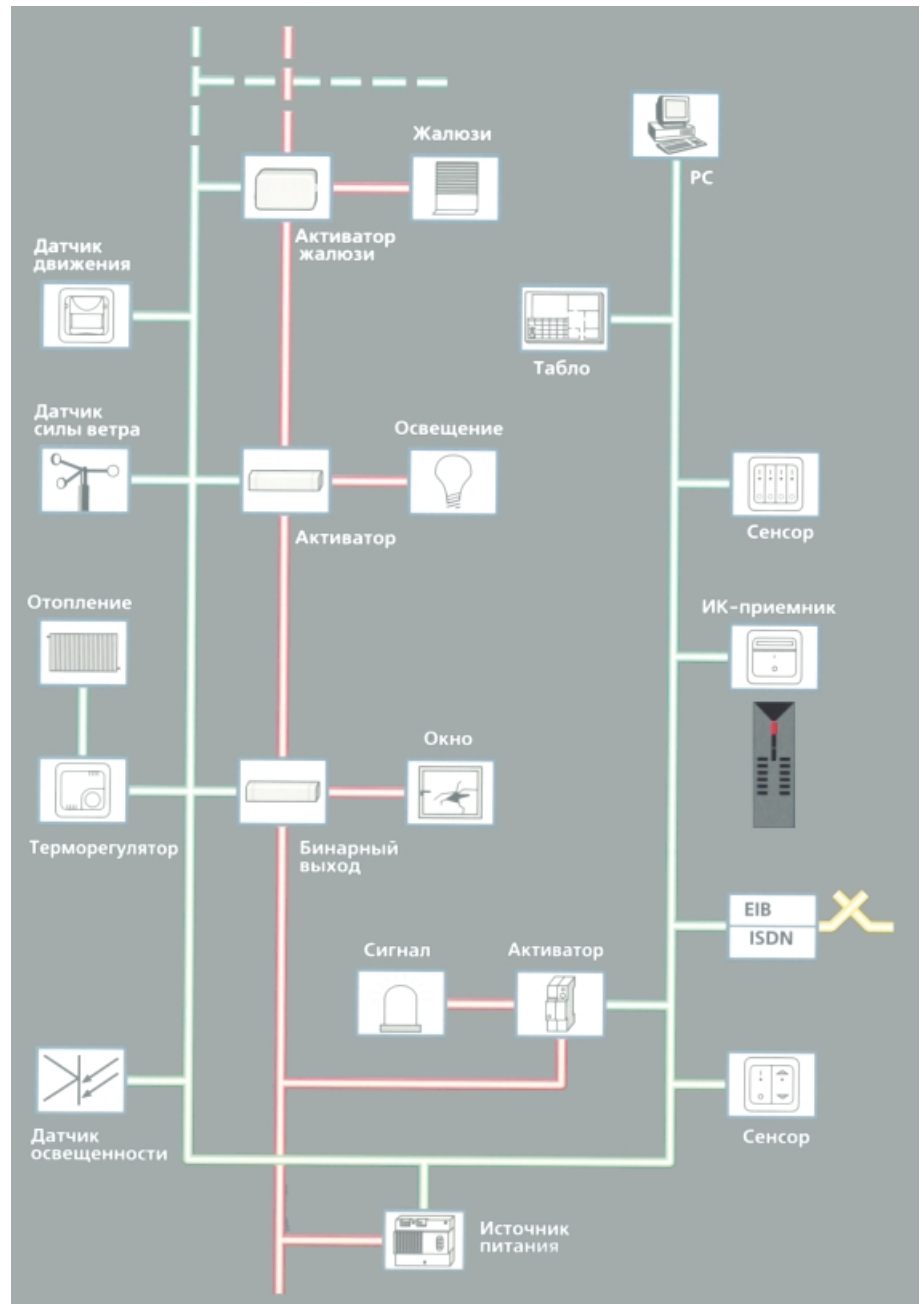 Жалюзи
PC
Активатор
жалюзи
Датчик
движения
Табло
Датчик
силы ветра
Освещение
Активатор
Сенсор
Отопление
ИК-приемник
Окно
Терморегулятор
Бинарный
выход
EIB
ISDN
Сигнал
Активатор
Датчик
освещенности
Сенсор
Источник
питания